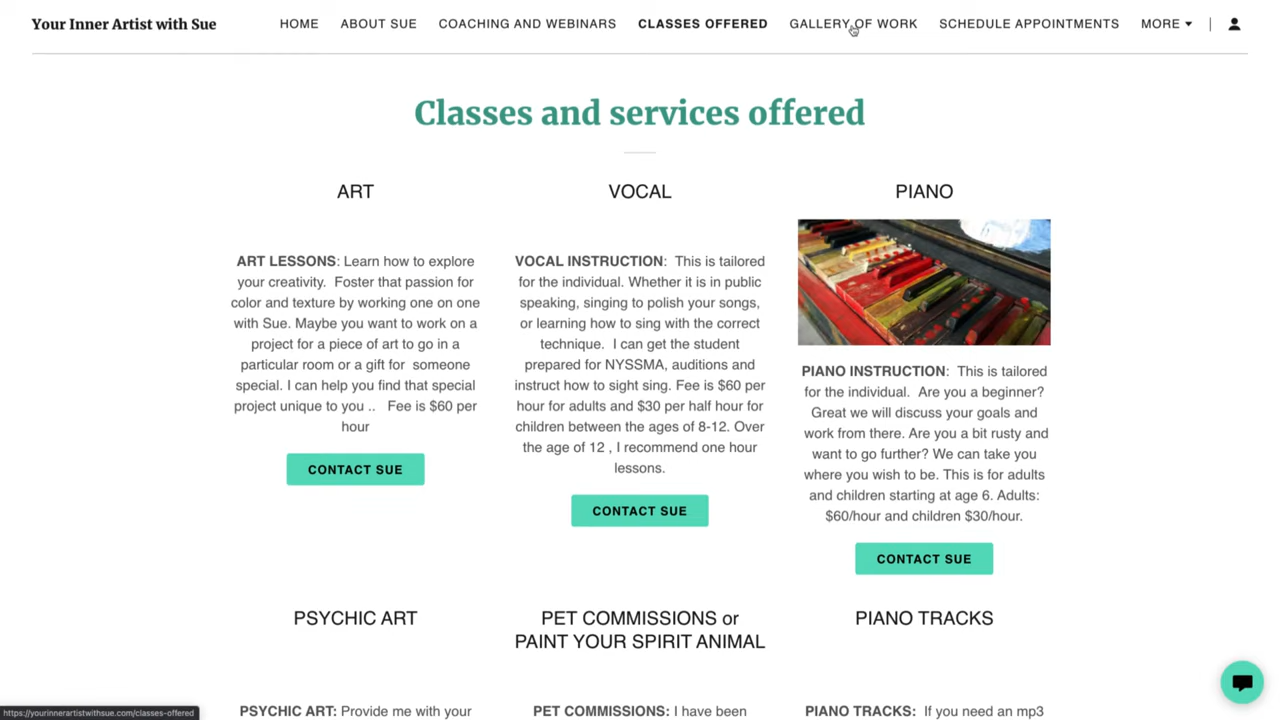 Your Inner Artist with Sue
HOME
ABOUT SUE
COACHING AND WEBINARS
CLASSES OFFERED
GALLERY OF WORK
SCHEDULE APPOINTMENTS
MORE
Classes and services offered
ART
ART LESSONS: Learn how to explore
your creativity. Foster that passion for
color and texture by working one on one
with Sue. Maybe you want to work on a
project for a piece of art to go in a
particular room or a gift for someone
special. I can help you find that special
project unique to you .. Fee is $60 per
hour
CONTACT SUE
VOCAL
VOCAL INSTRUCTION: This is tailored
for the individual. Whether it is in public
speaking, singing to polish your songs,
or learning how to sing with the correct
technique. I can get the student
prepared for NYSSMA, auditions and
instruct how to sight sing. Fee is $60 per
hour for adults and $30 per half hour for
children between the ages of 8-12. Over
the age of 12 , I recommend one hour
lessons.
CONTACT SUE
PIANO
PIANO INSTRUCTION: This is tailored
for the individual. Are you a beginner?
Great we will discuss your goals and
work from there. Are you a bit rusty and
want to go further? We can take you
where you wish to be. This is for adults
and children starting at age 6. Adults:
$60/hour and children $30/hour.
CONTACT SUE
PSYCHIC ART
PSYCHIC ART: Provide me with your
PET COMMISSIONS or
PAINT YOUR SPIRIT ANIMAL
PET COMMISSIONS: I have been
PIANO TRACKS
PIANO TRACKS: If you need an mp3
https://yourinnerartistwithsue.com/classes-offered